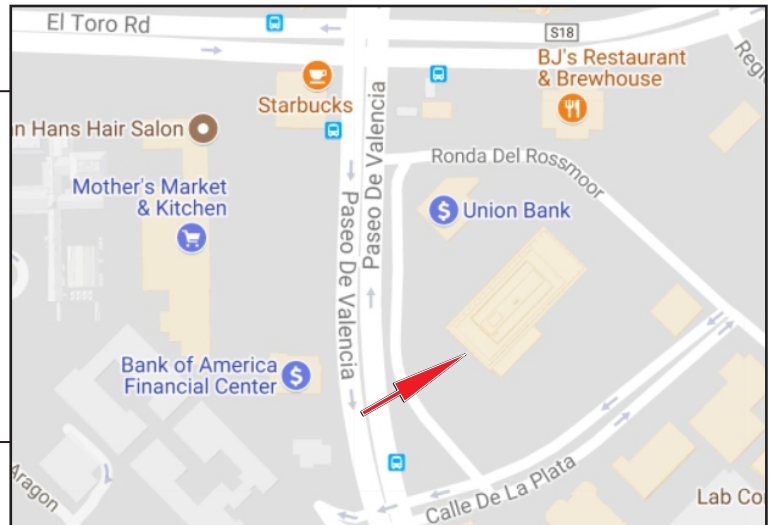 El Toro Rd
S18
BJ's Restaurant
& Brewhouse
Regi
Starbucks
n Hans Hair Salon
Paseo De Valencia
Ronda Del Rossmoor
Mother's Market
& Kitchen
$ Union Bank
Paseo De Valencia
Bank of America
Financial Center
$
Aragon
Calle De La Plata
Lab Co